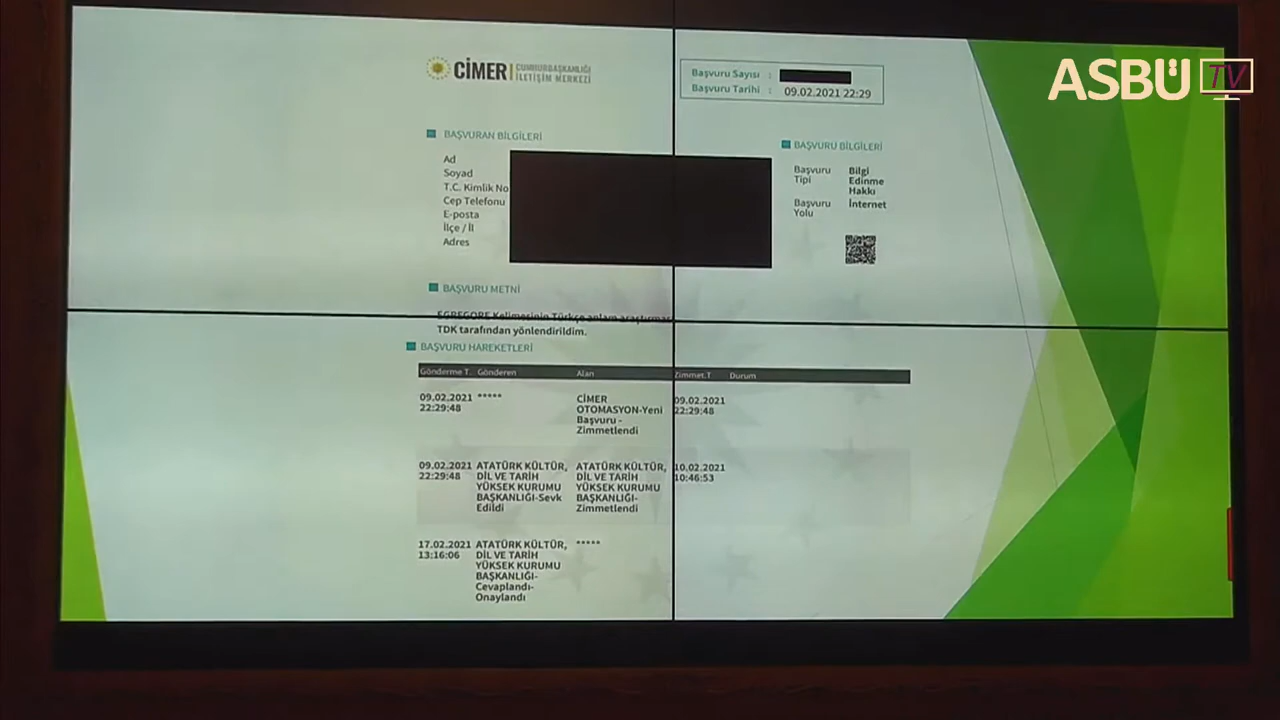 CİMER CUMHURBAŞKANLIĞI
İLETİŞİM MERKEZİ
Başvuru Sayısı :
Başvuru Tarihi : 09.02.2021 22:29
ASBÜ TV
BAŞVURAN BİLGİLERİ
Ad
Soyad
T.C. Kimlik No
Cep Telefonu
E-posta
İlçe / İl
Adres
BAŞVURU BİLGİLERİ
Başvuru Bilgi
Tipi Edinme
Hakkı
Başvuru İnternet
Yolu
BAŞVURU METNİ
EGREGORE Kelimesinin Türkçe anlam
TDK tarafından yönlendirildim.
BAŞVURU HAREKETLERİ
Gönderme T. Gönderen Alan Zimmet.T Durum
09.02.2021 ***** CİMER 09.02.2021
22:29:48 OTOMASYON-Yeni 22:29:48
Başvuru -
Zimmetlendi
09.02.2021 ATATÜRK KÜLTÜR, ATATÜRK KÜLTÜR, 10.02.2021
22:29:48 DİL VE TARİH DİL VE TARİH 10:46:53
YÜKSEK KURUMU YÜKSEK KURUMU
BAŞKANLIĞI-Sevk BAŞKANLIĞI-
Edildi Zimmetlendi
17.02.2021 ATATÜRK KÜLTÜR, *****
13:16:06 DİL VE TARİH
YÜKSEK KURUMU
BAŞKANLIĞI-
Cevaplandı-
Onaylandı